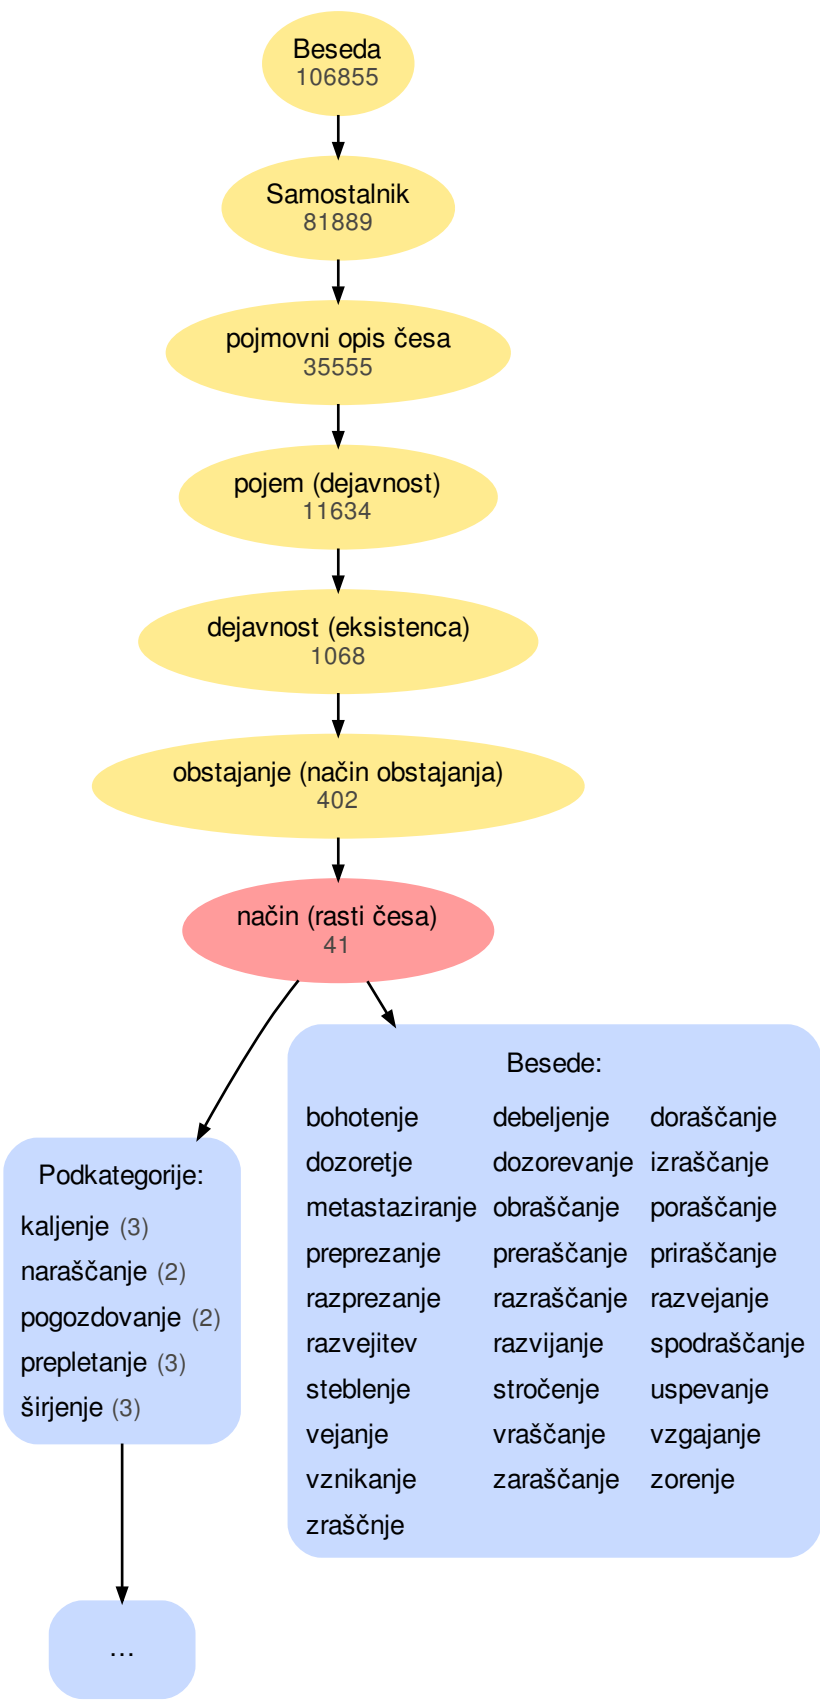 Beseda
106855
Samostalnik
81889
pojmovni opis česa
35555
pojem (dejavnost)
11634
dejavnost (eksistenca)
1068
obstajanje (način obstajanja)
402
način (rasti česa)
41
Podkategorije:
kaljenje (3)
naraščanje (2)
pogozdovanje (2)
prepletanje (3)
širjenje (3)
…
Besede:
bohotenje debeljenje doraščanje
dozoretje dozorevanje izraščanje
metastaziranje obraščanje poraščanje
preprezanje preraščanje priraščanje
razprezanje razraščanje razvejanje
razvejitev razvijanje spodraščanje
steblenje stročenje uspevanje
vejanje vraščanje vzgajanje
vznikanje zaraščanje zorenje
zraščnje